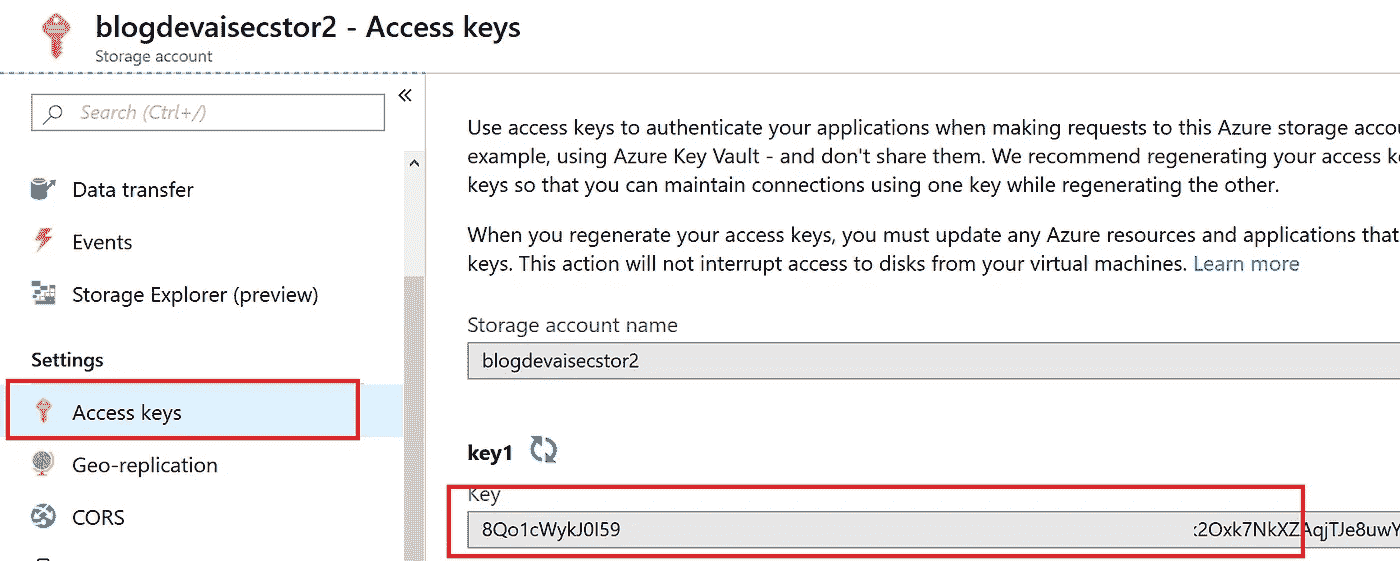 blogdevaisecstor2 - Access keys
Storage account
«
Search (Ctrl+/)
Data transfer
Events
Storage Explorer (preview)
Settings
Access keys
Geo-replication
CORS
Use access keys to authenticate your applications when making requests to this Azure storage accou
example, using Azure Key Vault - and don't share them. We recommend regenerating your access k
keys so that you can maintain connections using one key while regenerating the other.
When you regenerate your access keys, you must update any Azure resources and applications that
keys. This action will not interrupt access to disks from your virtual machines. Learn more
Storage account name
blogdevaisecstor2
key1
Key
8Qo1cWykJ0I59 :2Oxk7NkXZAqjTJe8uwY